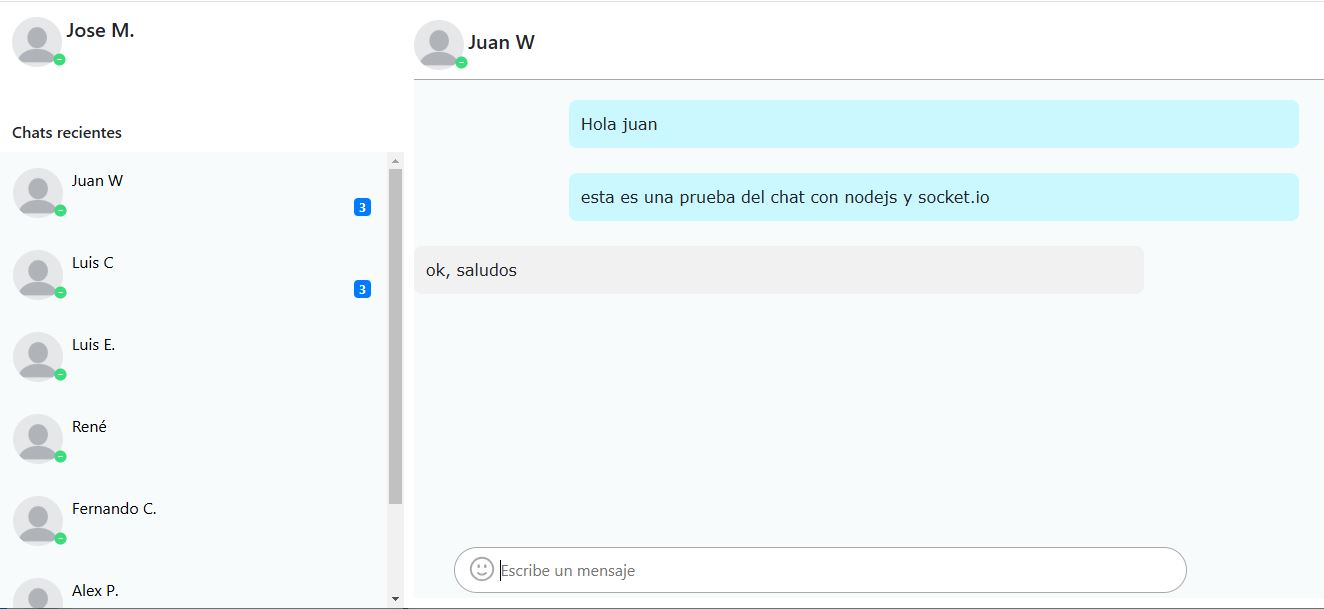 Jose M.
Chats recientes
Juan W
3
Luis C
3
Luis E.
René
Fernando C.
Alex P.
Juan W
Hola juan
esta es una prueba del chat con nodejs y socket.io
ok, saludos
Escribe un mensaje